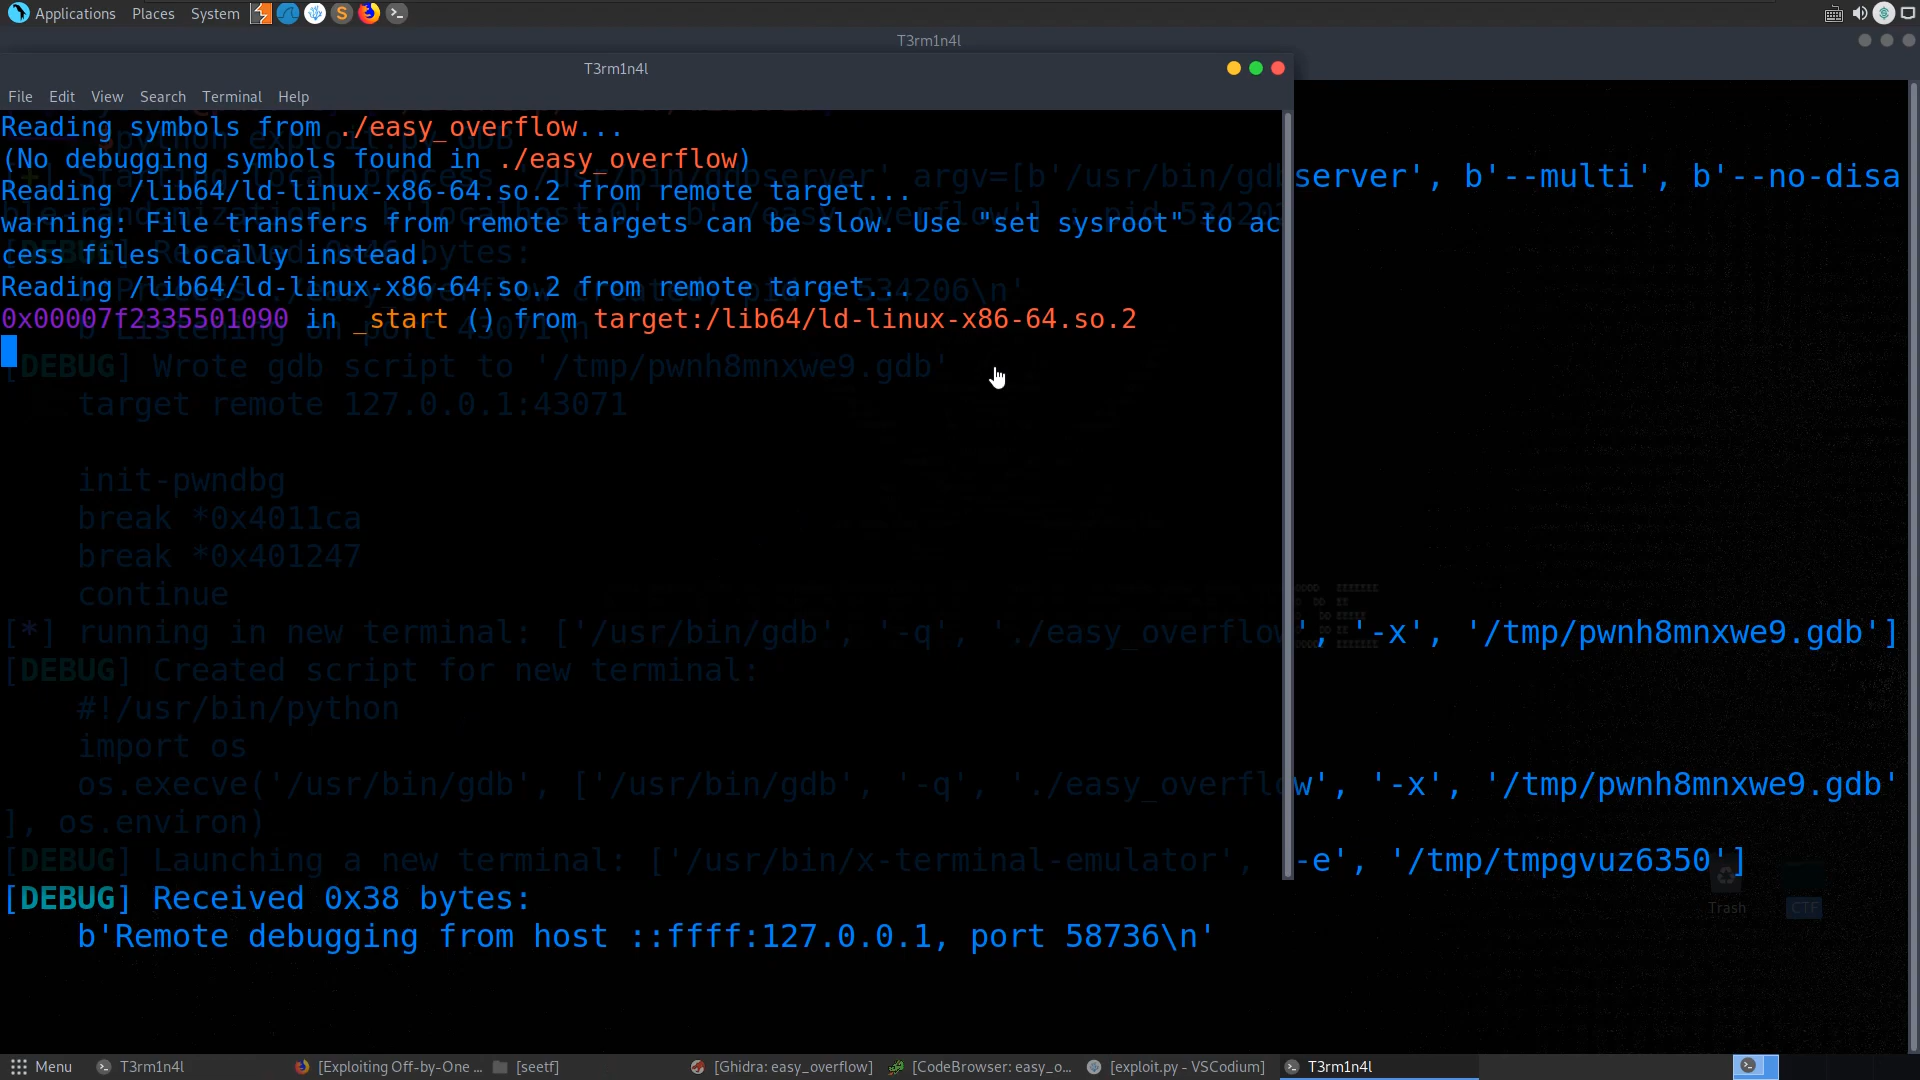 Applications Places System
T3rm1n4l
T3rm1n4l
File Edit View Search Terminal Help
Reading symbols from ./easy_overflow...
(No debugging symbols found in ./easy_overflow)
Reading /lib64/ld-linux-x86-64.so.2 from remote target...
warning: File transfers from remote targets can be slow. Use "set sysroot" to ac
cess files locally instead.
Reading /lib64/ld-linux-x86-64.so.2 from remote target...
0x00007f2335501090 in _start () from target:/lib64/ld-linux-x86-64.so.2
server', b'--multi', b'--no-disa
[DEBUG] Wrote gdb script to '/tmp/pwnh8mnxwe9.gdb'
target remote 127.0.0.1:43071
init-pwndbg
break *0x4011ca
break *0x401247
continue
[*] running in new terminal: ['/usr/bin/gdb', '-q', './easy_overflow', '-x', '/tmp/pwnh8mnxwe9.gdb']
[DEBUG] Created script for new terminal:
#!/usr/bin/python
import os
os.execve('/usr/bin/gdb', ['/usr/bin/gdb', '-q', './easy_overflow', '-x', '/tmp/pwnh8mnxwe9.gdb'
], os.environ)
[DEBUG] Launching a new terminal: ['/usr/bin/x-terminal-emulator', '-e', '/tmp/tmpgvuz6350']
[DEBUG] Received 0x38 bytes:
b'Remote debugging from host ::ffff:127.0.0.1, port 58736\n'
Trash CTF
Menu T3rm1n4l [Exploiting Off-by-One ... [seetf] [Ghidra: easy_overflow] [CodeBrowser: easy_o... [exploit.py - VSCodium] T3rm1n4l